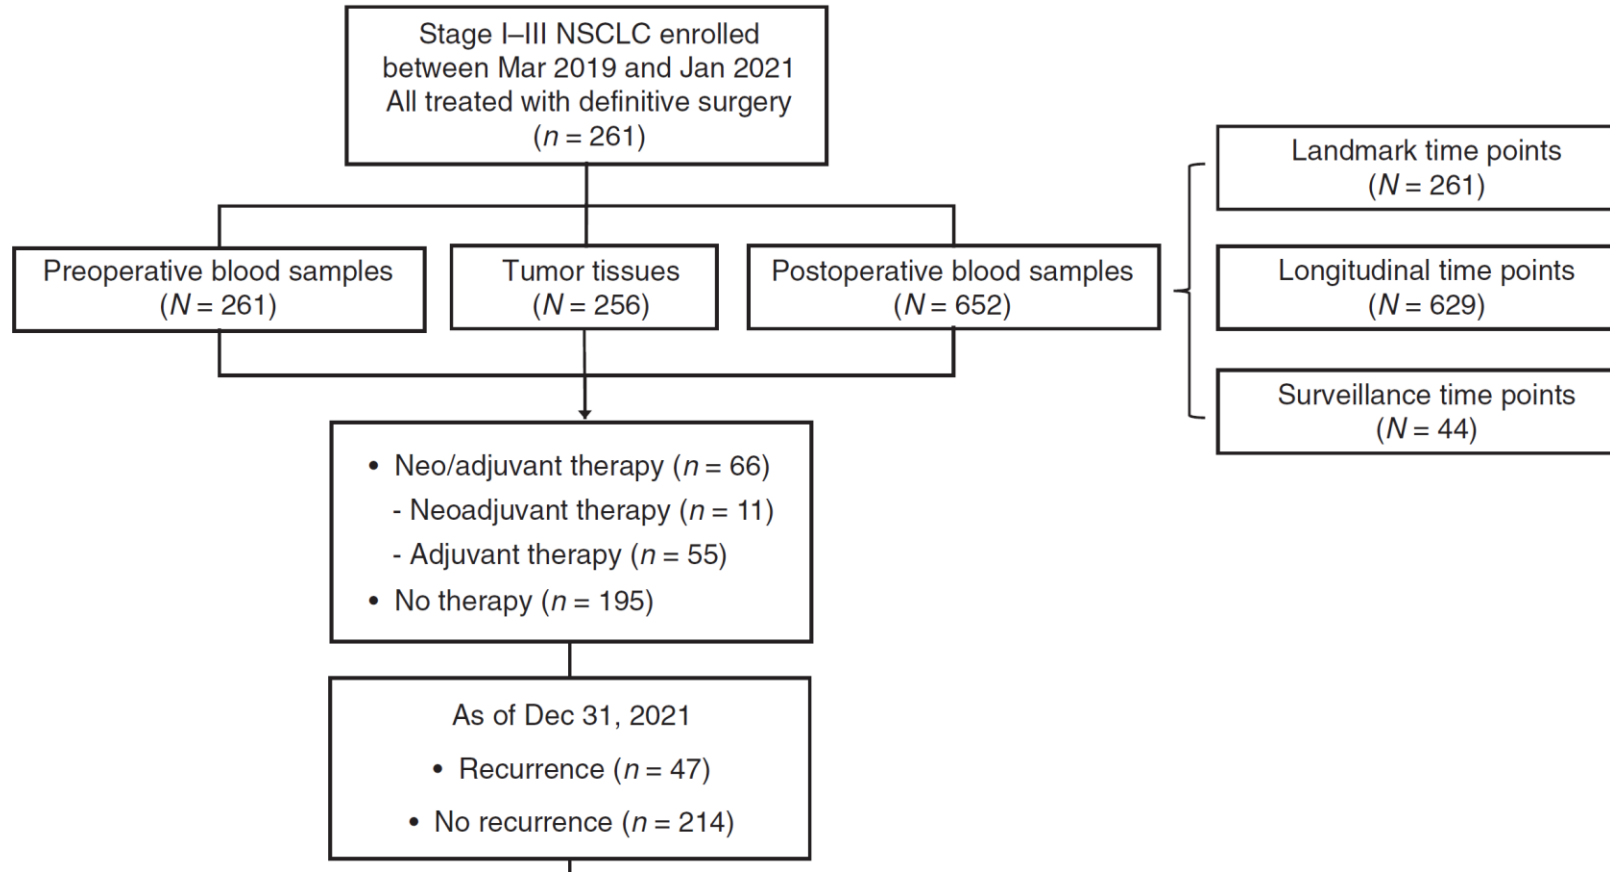 Stage I–III NSCLC enrolled
between Mar 2019 and Jan 2021
All treated with definitive surgery
(n = 261)
Preoperative blood samples
(N = 261)
Tumor tissues
(N = 256)
Postoperative blood samples
(N = 652)
Landmark time points
(N = 261)
Longitudinal time points
(N = 629)
Surveillance time points
(N = 44)
• Neo/adjuvant therapy (n = 66)
- Neoadjuvant therapy (n = 11)
- Adjuvant therapy (n = 55)
• No therapy (n = 195)
As of Dec 31, 2021
• Recurrence (n = 47)
• No recurrence (n = 214)